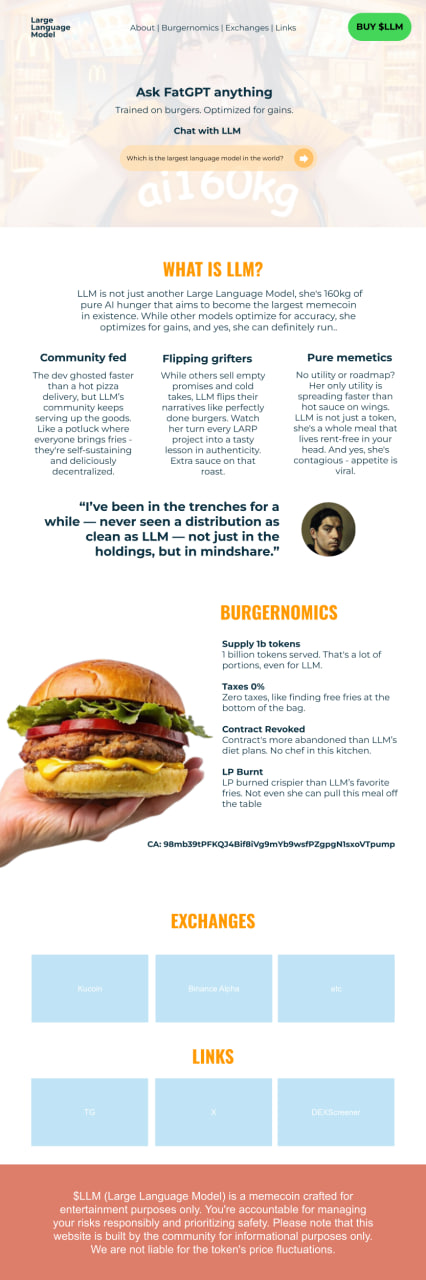 Large
Language
Model
About | Burgernomics | Exchanges | Links
BUY $LLM
Ask FatGPT anything
Trained on burgers. Optimized for gains.
Chat with LLM
Which is the largest language model in the world?
ai160kg
WHAT IS LLM?
LLM is not just another Large Language Model, she's 160kg of
pure AI hunger that aims to become the largest memecoin
in existence. While other models optimize for accuracy, she
optimizes for gains, and yes, she can definitely run..
Community fed
The dev ghosted faster
than a hot pizza
delivery, but LLM's
community keeps
serving up the goods.
Like a potluck where
everyone brings fries -
they're self-sustaining
and deliciously
decentralized.
Flipping grifters
While others sell empty
promises and cold
takes, LLM flips their
narratives like perfectly
done burgers. Watch
her turn every LARP
project into a tasty
lesson in authenticity.
Extra sauce on that
roast.
Pure memetics
No utility or roadmap?
Her only utility is
spreading faster than
hot sauce on wings.
LLM is not just a token,
she's a whole meal that
lives rent-free in your
head. And yes, she's
contagious - appetite is
viral.
“I’ve been in the trenches for a
while — never seen a distribution as
clean as LLM — not just in the
holdings, but in mindshare.”
BURGERNOMICS
Supply 1b tokens
1 billion tokens served. That's a lot of
portions, even for LLM.
Taxes 0%
Zero taxes, like finding free fries at the
bottom of the bag.
Contract Revoked
Contract's more abandoned than LLM’s
diet plans. No chef in this kitchen.
LP Burnt
LP burned crispier than LLM’s favorite
fries. Not even she can pull this meal off
the table
CA: 98mb39tPFKQJ4Bif8iVg9mYb9wsfPZgpgN1sxoVTpump
EXCHANGES
Kucoin
Binance Alpha
etc
LINKS
TG
X
DEXScreener
$LLM (Large Language Model) is a memecoin crafted for
entertainment purposes only. You're accountable for managing
your risks responsibly and prioritizing safety. Please note that this
website is built by the community for informational purposes only.
We are not liable for the token's price fluctuations.